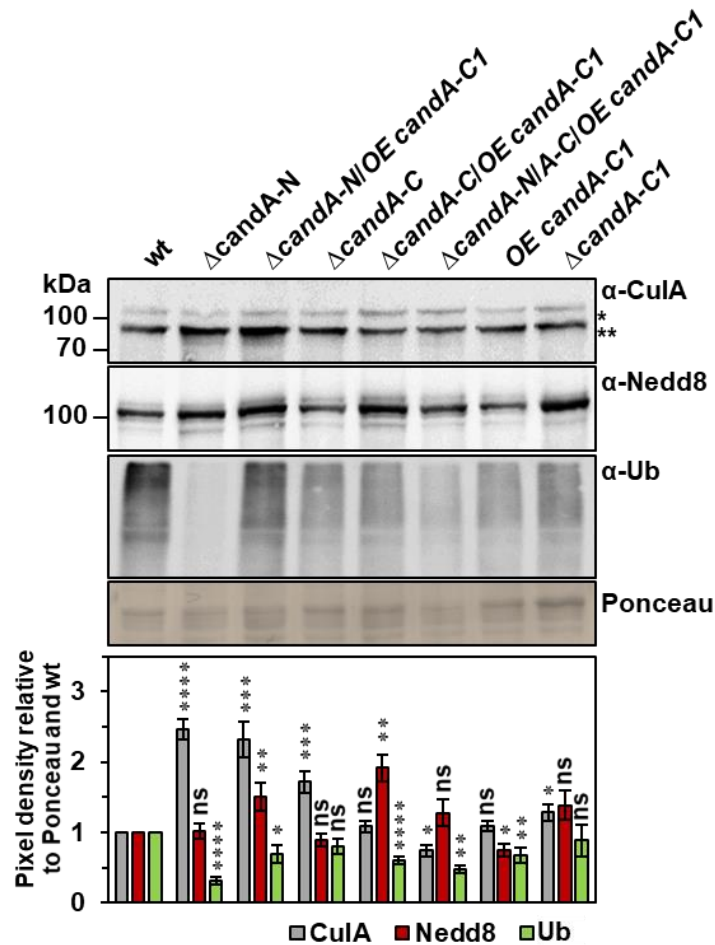 wt
ΔcandA-N
ΔcandA-N/OE candA-C1
ΔcandA-C
ΔcandA-C/OE candA-C1
ΔcandA-N/A-C/OE candA-C1
OE candA-C1
ΔcandA-C1
kDa
α-CulA
100
*
**
70
α-Nedd8
100
α-Ub
Ponceau
Pixel density relative
to Ponceau and wt
3
2
1
0
**** ns ****
*** ** *
*** ns ns
ns ** ****
* ns **
ns * **
* ns ns
CulA Nedd8 Ub